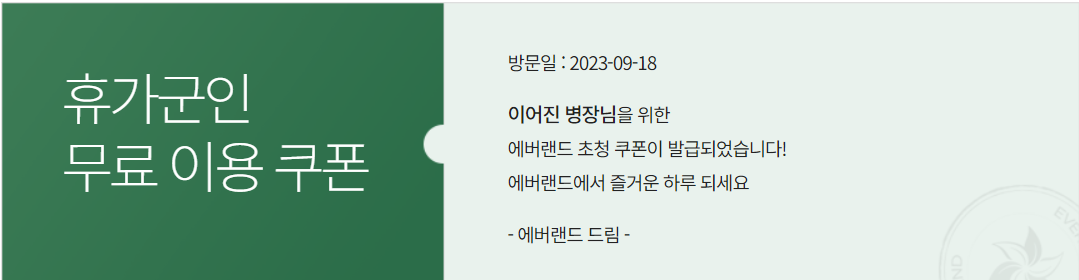 휴가군인
무료 이용 쿠폰
방문일 : 2023-09-18
이어진 병장님을 위한
에버랜드 초청 쿠폰이 발급되었습니다!
에버랜드에서 즐거운 하루 되세요
- 에버랜드 드림 -